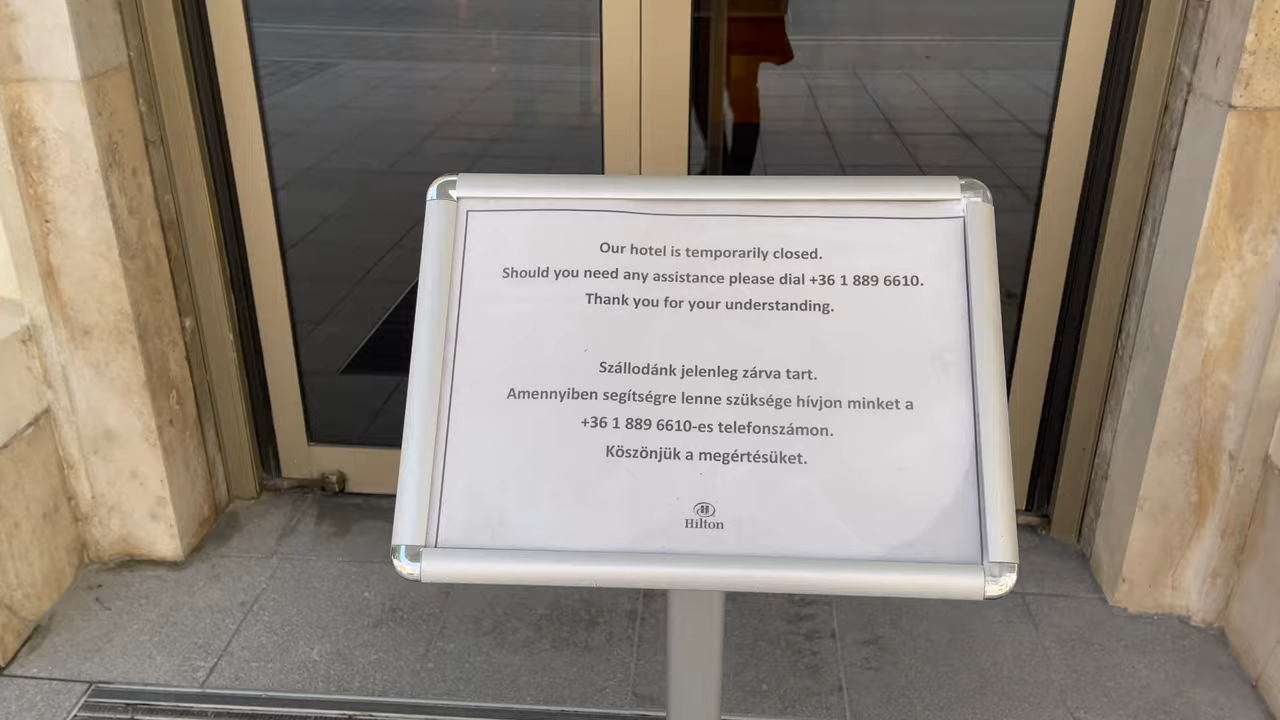 Our hotel is temporarily closed.
Should you need any assistance please dial +36 1 889 6610.
Thank you for your understanding.
Szállodánk jelenleg zárva tart.
Amennyiben segítségre lenne szüksége hívjon minket a
+36 1 889 6610-es telefonszámon.
Köszönjük a megértésüket.
Hilton